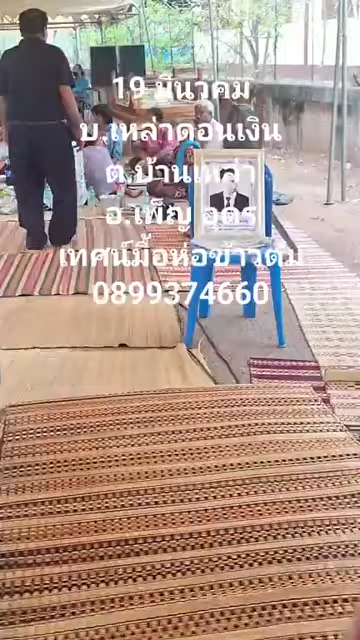 19 มีนาคม
บ.เหล่าดอนเงิน
ต.บ้านเหล่า
อ.เพ็ญ อุดร
เทศน์มื้อห่อข้าวต้ม
0899374660